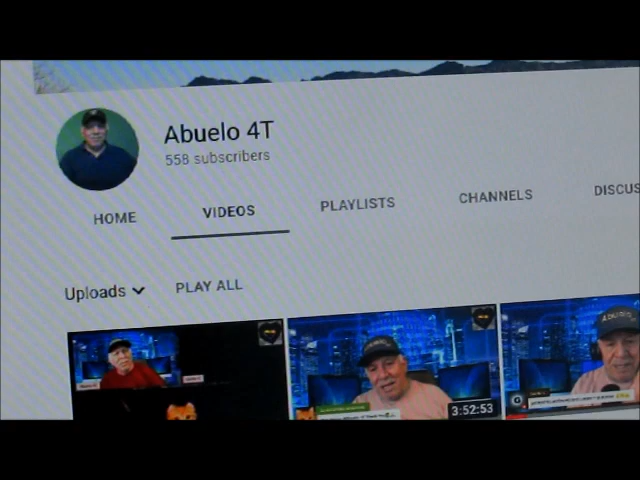 Abuelo 4T
558 subscribers
HOME VIDEOS PLAYLISTS CHANNELS DISCUS
Uploads PLAY ALL
3:52:53